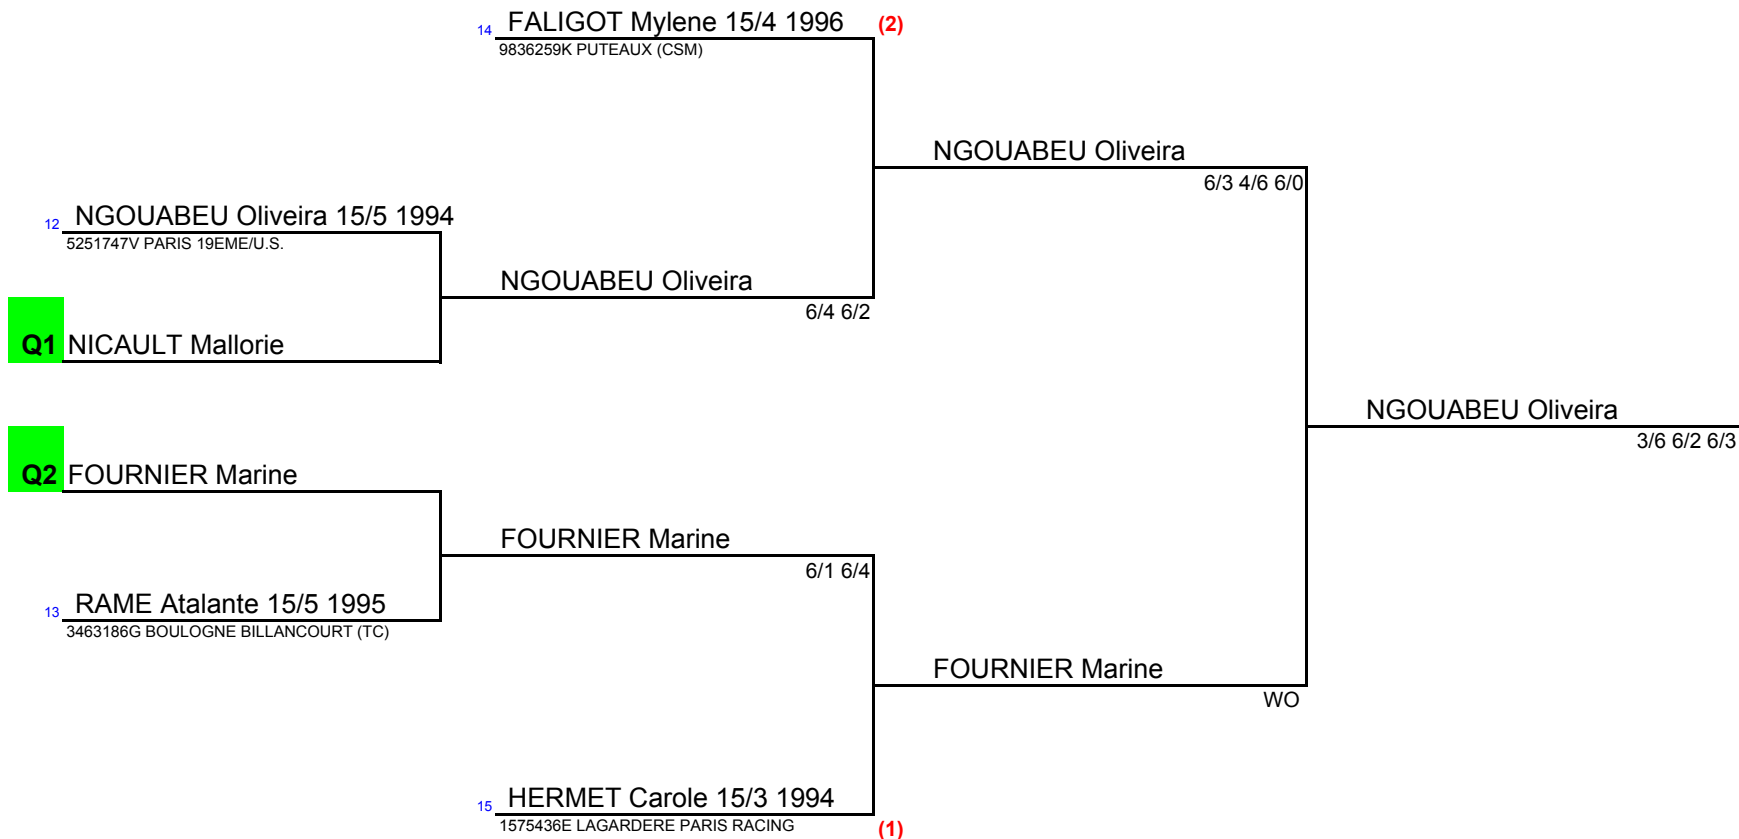 14 FALIGOT Mylene 15/4 1996 (2)
9836259K PUTEAUX (CSM)
NGOUABEU Oliveira
6/3 4/6 6/0
12 NGOUABEU Oliveira 15/5 1994
5251747V PARIS 19EME/U.S.
NGOUABEU Oliveira
6/4 6/2
Q1 NICAULT Mallorie
NGOUABEU Oliveira
3/6 6/2 6/3
Q2 FOURNIER Marine
FOURNIER Marine
6/1 6/4
13 RAME Atalante 15/5 1995
3463186G BOULOGNE BILLANCOURT (TC)
FOURNIER Marine
WO
15 HERMET Carole 15/3 1994
1575436E LAGARDERE PARIS RACING (1)